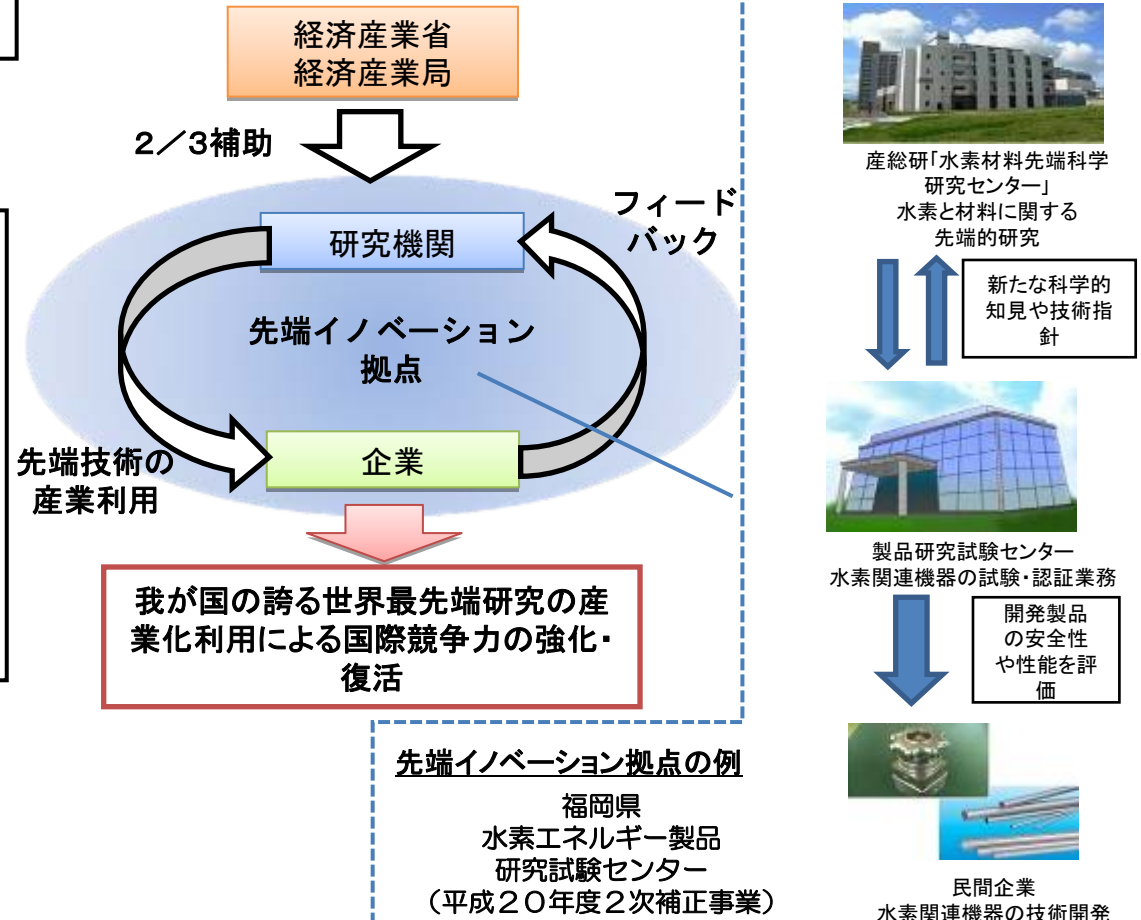 経済産業省
経済産業局
2/3補助
フィード
バック
研究機関
先端イノベーション
拠点
企業
先端技術の
産業利用
我が国の誇る世界最先端研究の産
業化利用による国際競争力の強化・
復活
先端イノベーション拠点の例
福岡県
水素エネルギー製品
研究試験センター
(平成20年度2次補正事業)
産総研「水素材料先端科学
研究センター」
水素と材料に関する
先端的研究
新たな科学的
知見や技術指
針
製品研究試験センター
水素関連機器の試験・認証業務
開発製品
の安全性
や性能を評
価
民間企業
水素関連機器の技術開発